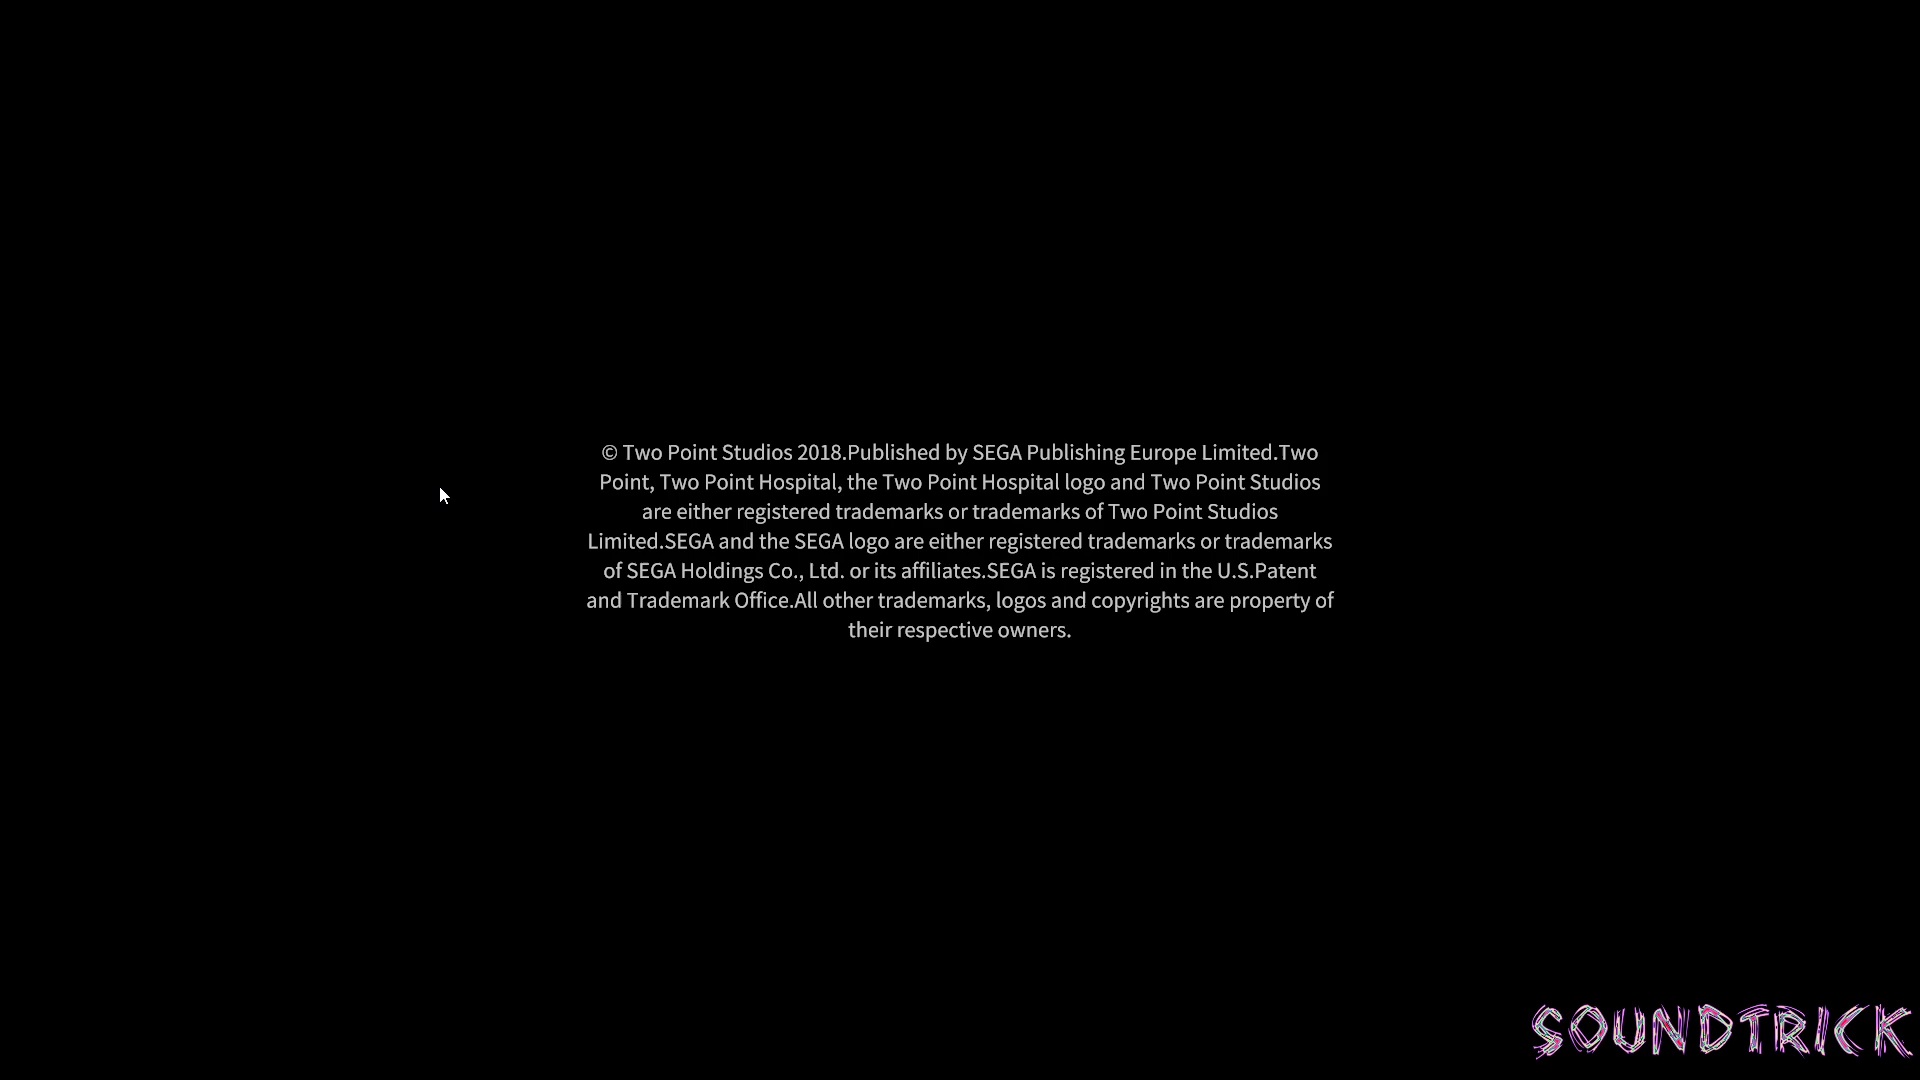 © Two Point Studios 2018.Published by SEGA Publishing Europe Limited.Two
Point, Two Point Hospital, the Two Point Hospital logo and Two Point Studios
are either registered trademarks or trademarks of Two Point Studios
Limited.SEGA and the SEGA logo are either registered trademarks or trademarks
of SEGA Holdings Co., Ltd. or its affiliates.SEGA is registered in the U.S.Patent
and Trademark Office.All other trademarks, logos and copyrights are property of
their respective owners.
SOUNDTRICK